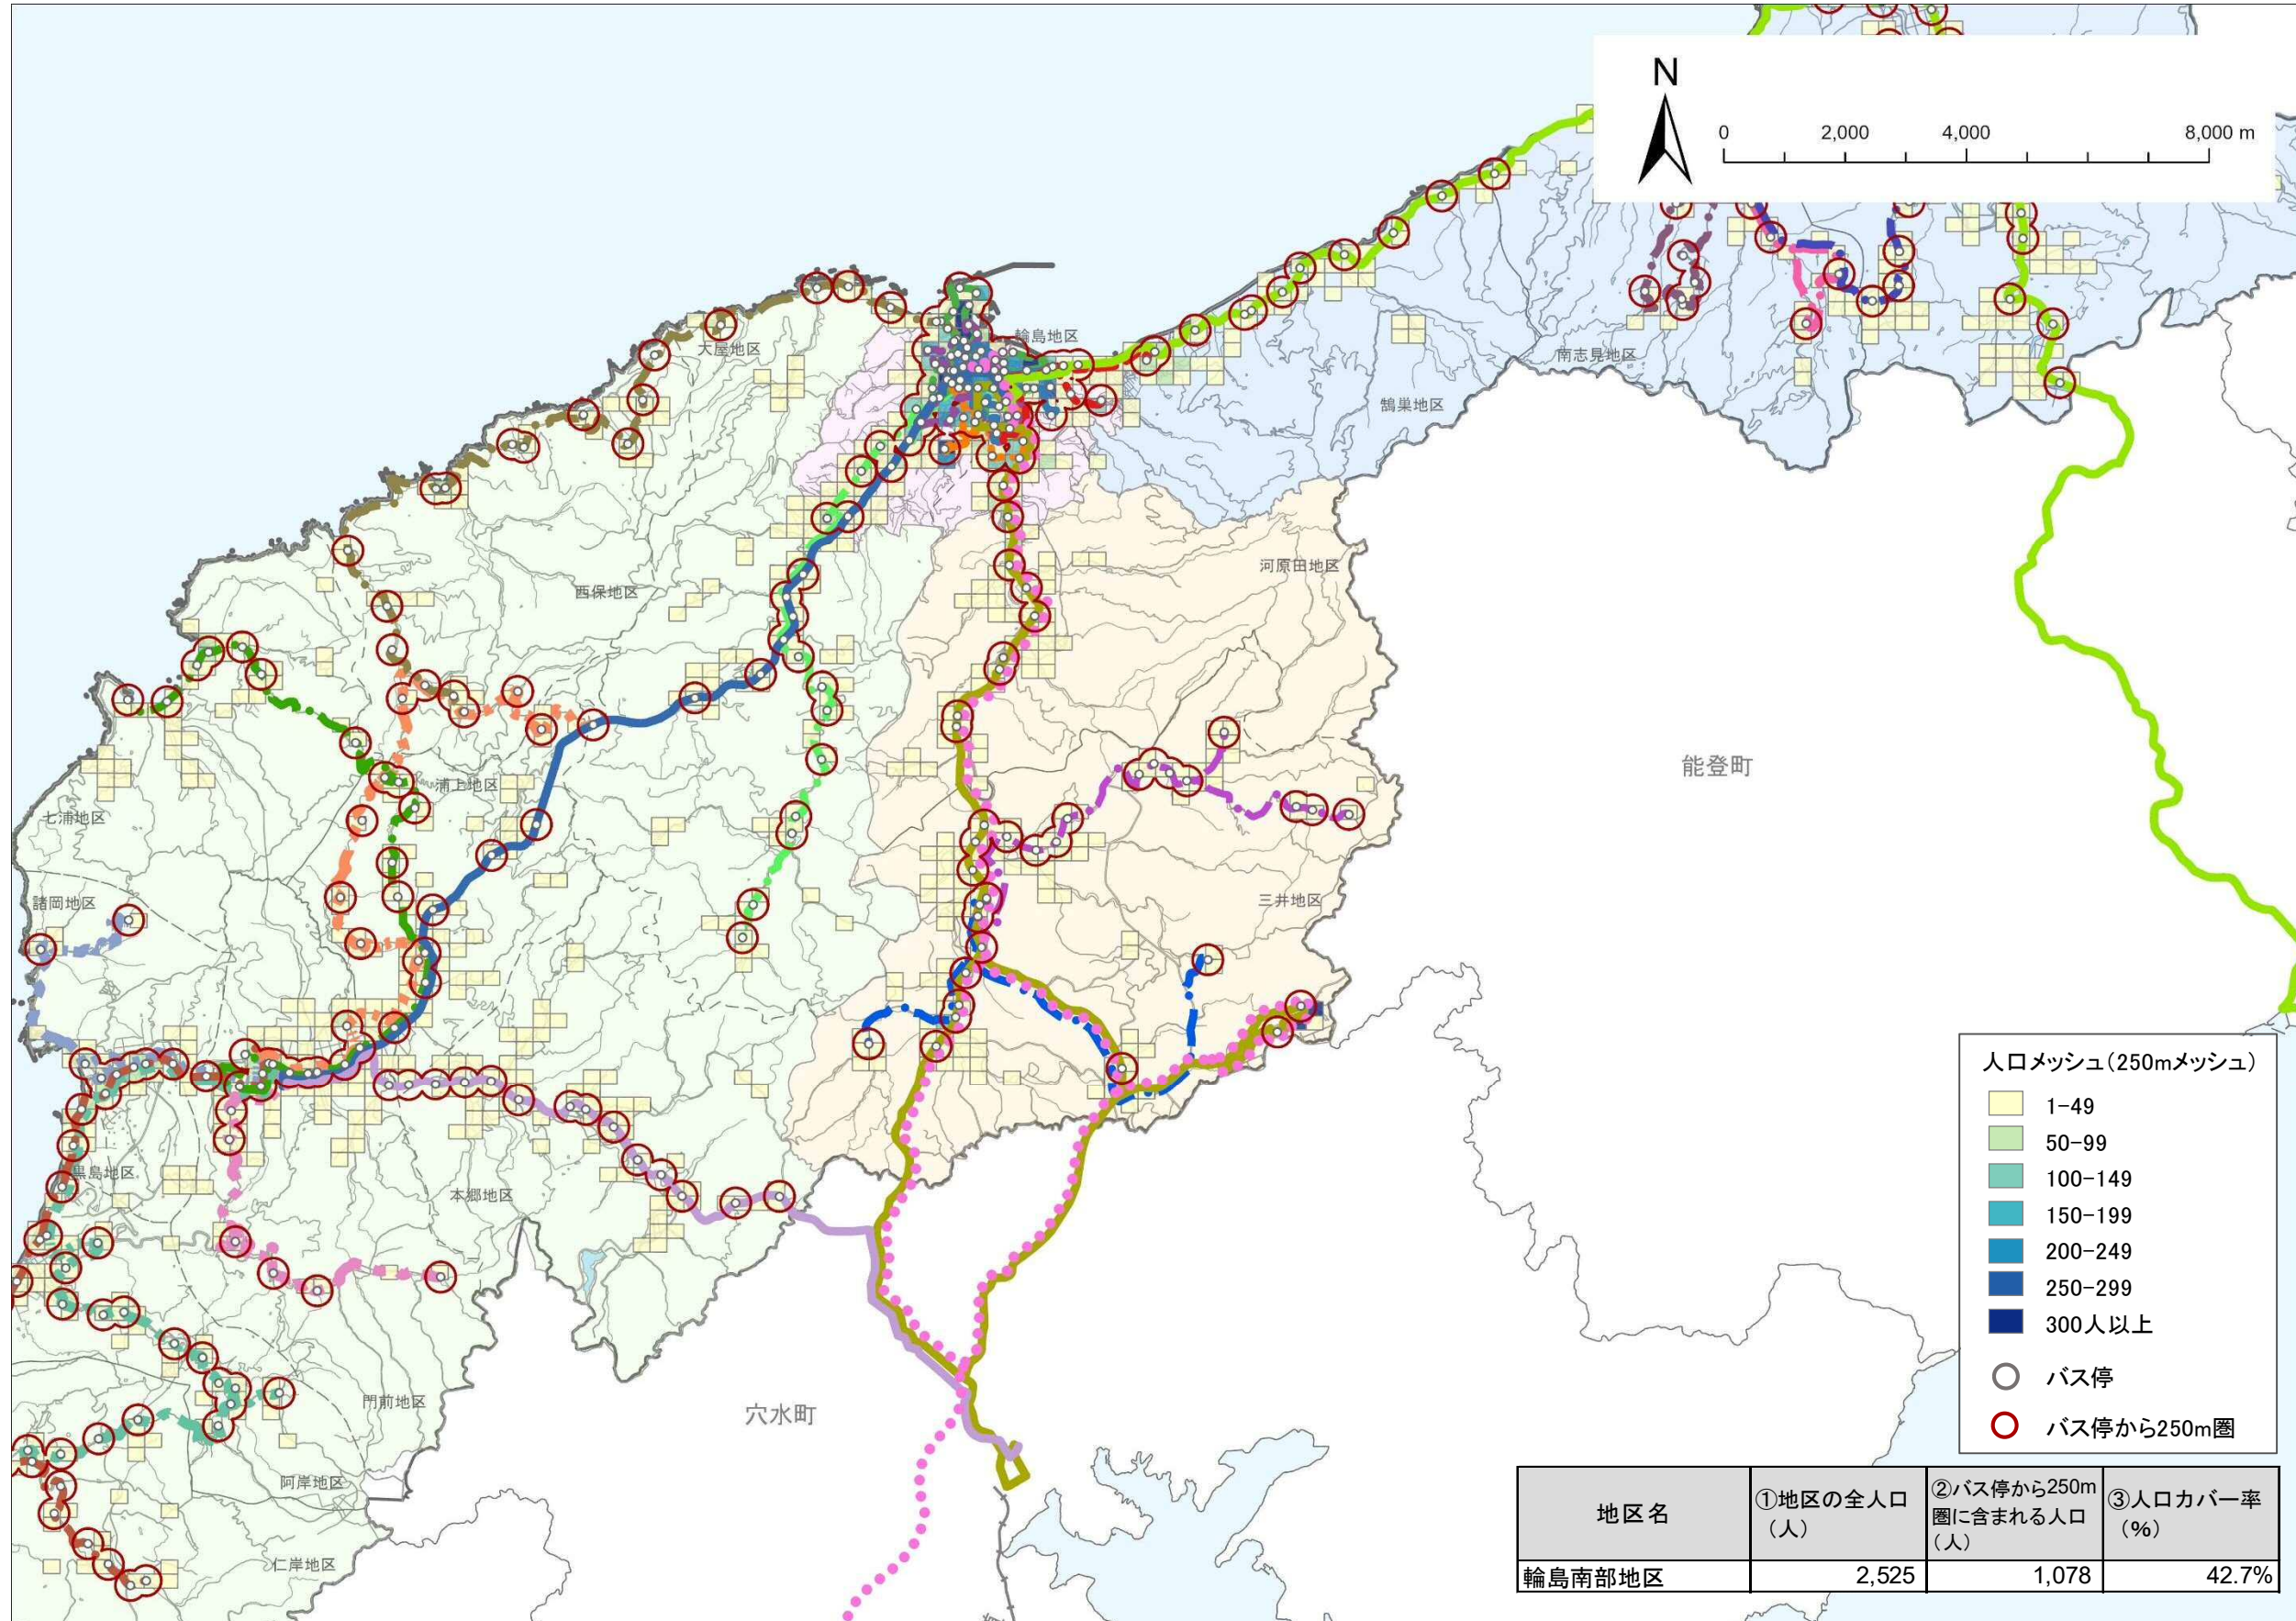 N
0 2,000 4,000 8,000 m
輪島地区
大屋地区
南志見地区
鵠巣地区
河原田地区
西保地区
能登町
浦上地区
七浦地区
諸岡地区
三井地区
黒島地区
本郷地区
門前地区
穴水町
阿岸地区
仁岸地区
人口メッシュ(250mメッシュ)
1-49
50-99
100-149
150-199
200-249
250-299
300人以上
バス停
バス停から250m圏
地区名 ①地区の全人口(人) ②バス停から250m圏に含まれる人口(人) ③人口カバー率(%)
輪島南部地区 2,525 1,078 42.7%